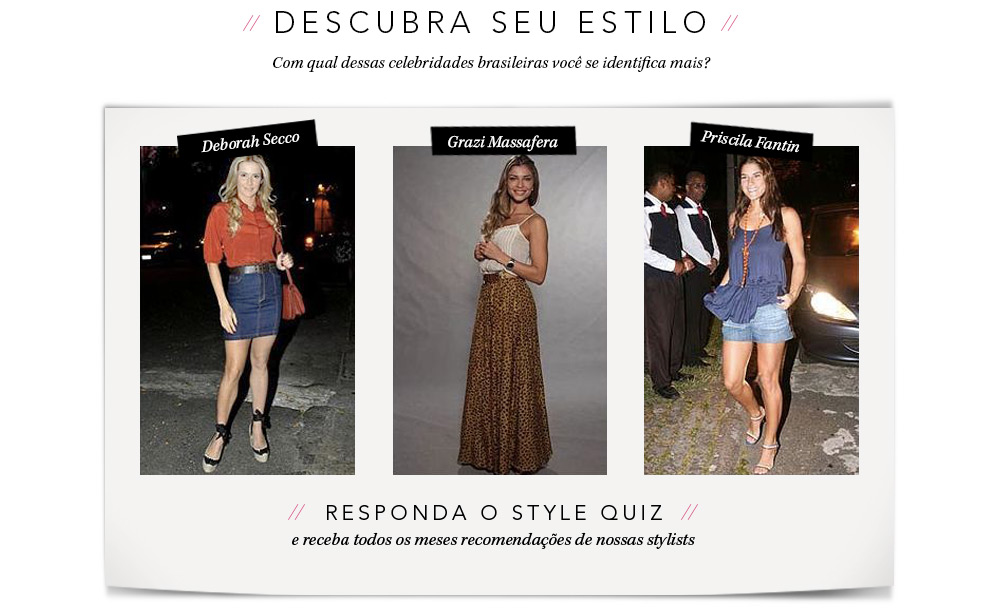 // DESCUBRA SEU ESTILO //
Com qual dessas celebridades brasileiras você se identifica mais?
Deborah Secco
Grazi Massafera
Priscila Fantin
// RESPONDA O STYLE QUIZ //
e receba todos os meses recomendações de nossas stylists